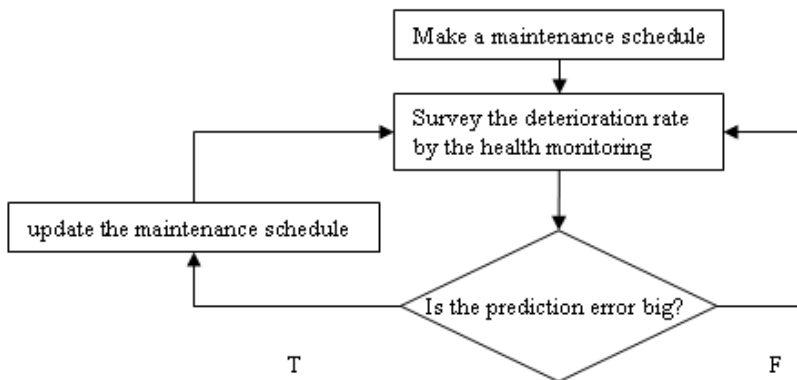 Make a maintenance schedule
Survey the deterioration rate
by the health monitoring
update the maintenance schedule
Is the prediction error big?
T
F